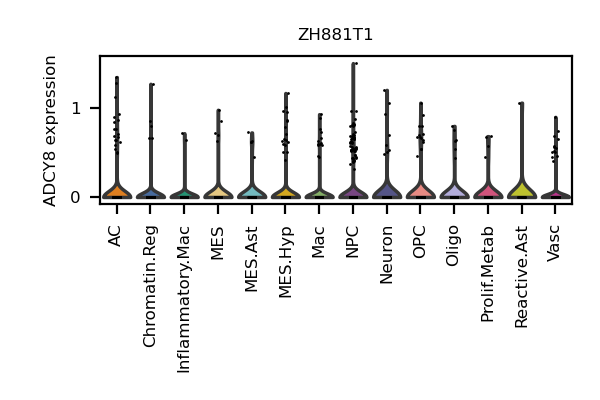 ZH881T1
ADCY8 expression
1
0
AC
Chromatin.Reg
Inflammatory.Mac
MES
MES.Ast
MES.Hyp
Mac
NPC
Neuron
OPC
Oligo
Prolif.Metab
Reactive.Ast
Vasc